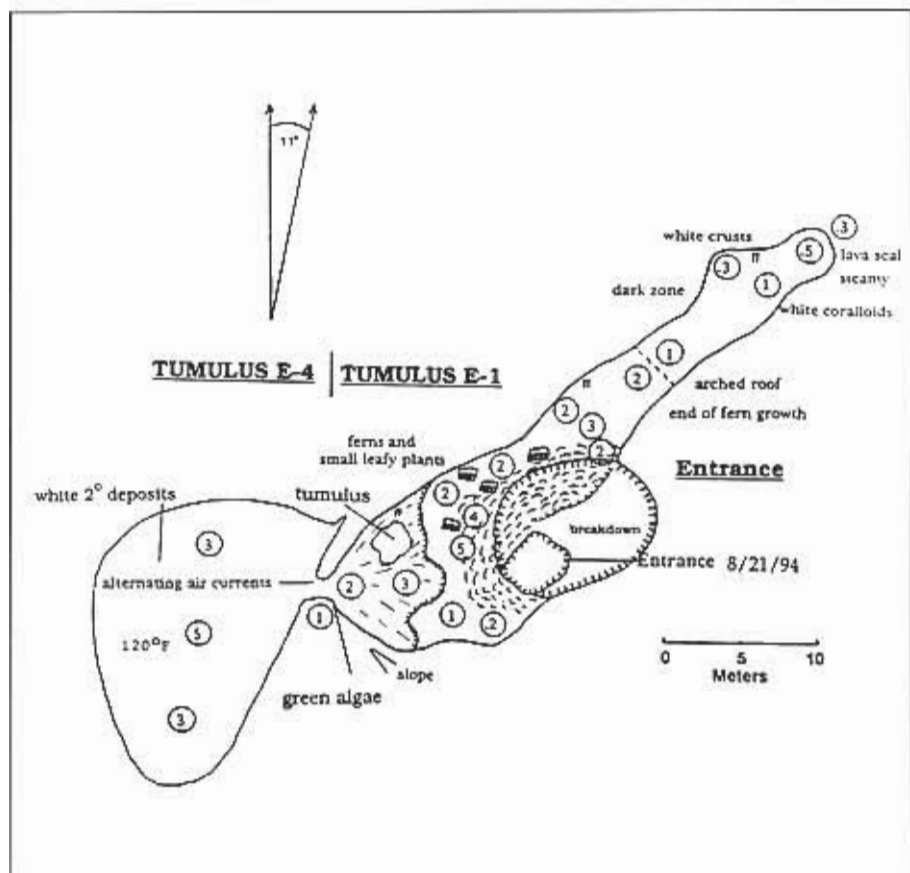 11°
.3
white crusts
lava seal
.3
.5
steamy
1
dark zone
white coralloids
1
TUMULUS E-4 | TUMULUS E-1
2
arched roof
2
end of fern growth
3
ferns and
small leafy plants
2
2
Entrance
white 2° deposits
tumulus
2
4
breakdown
3
5
Entrance 8/21/94
alternating air currents
2
3
1
1
.2
120°F
5
0 5 10
Meters
slope
green algae
3